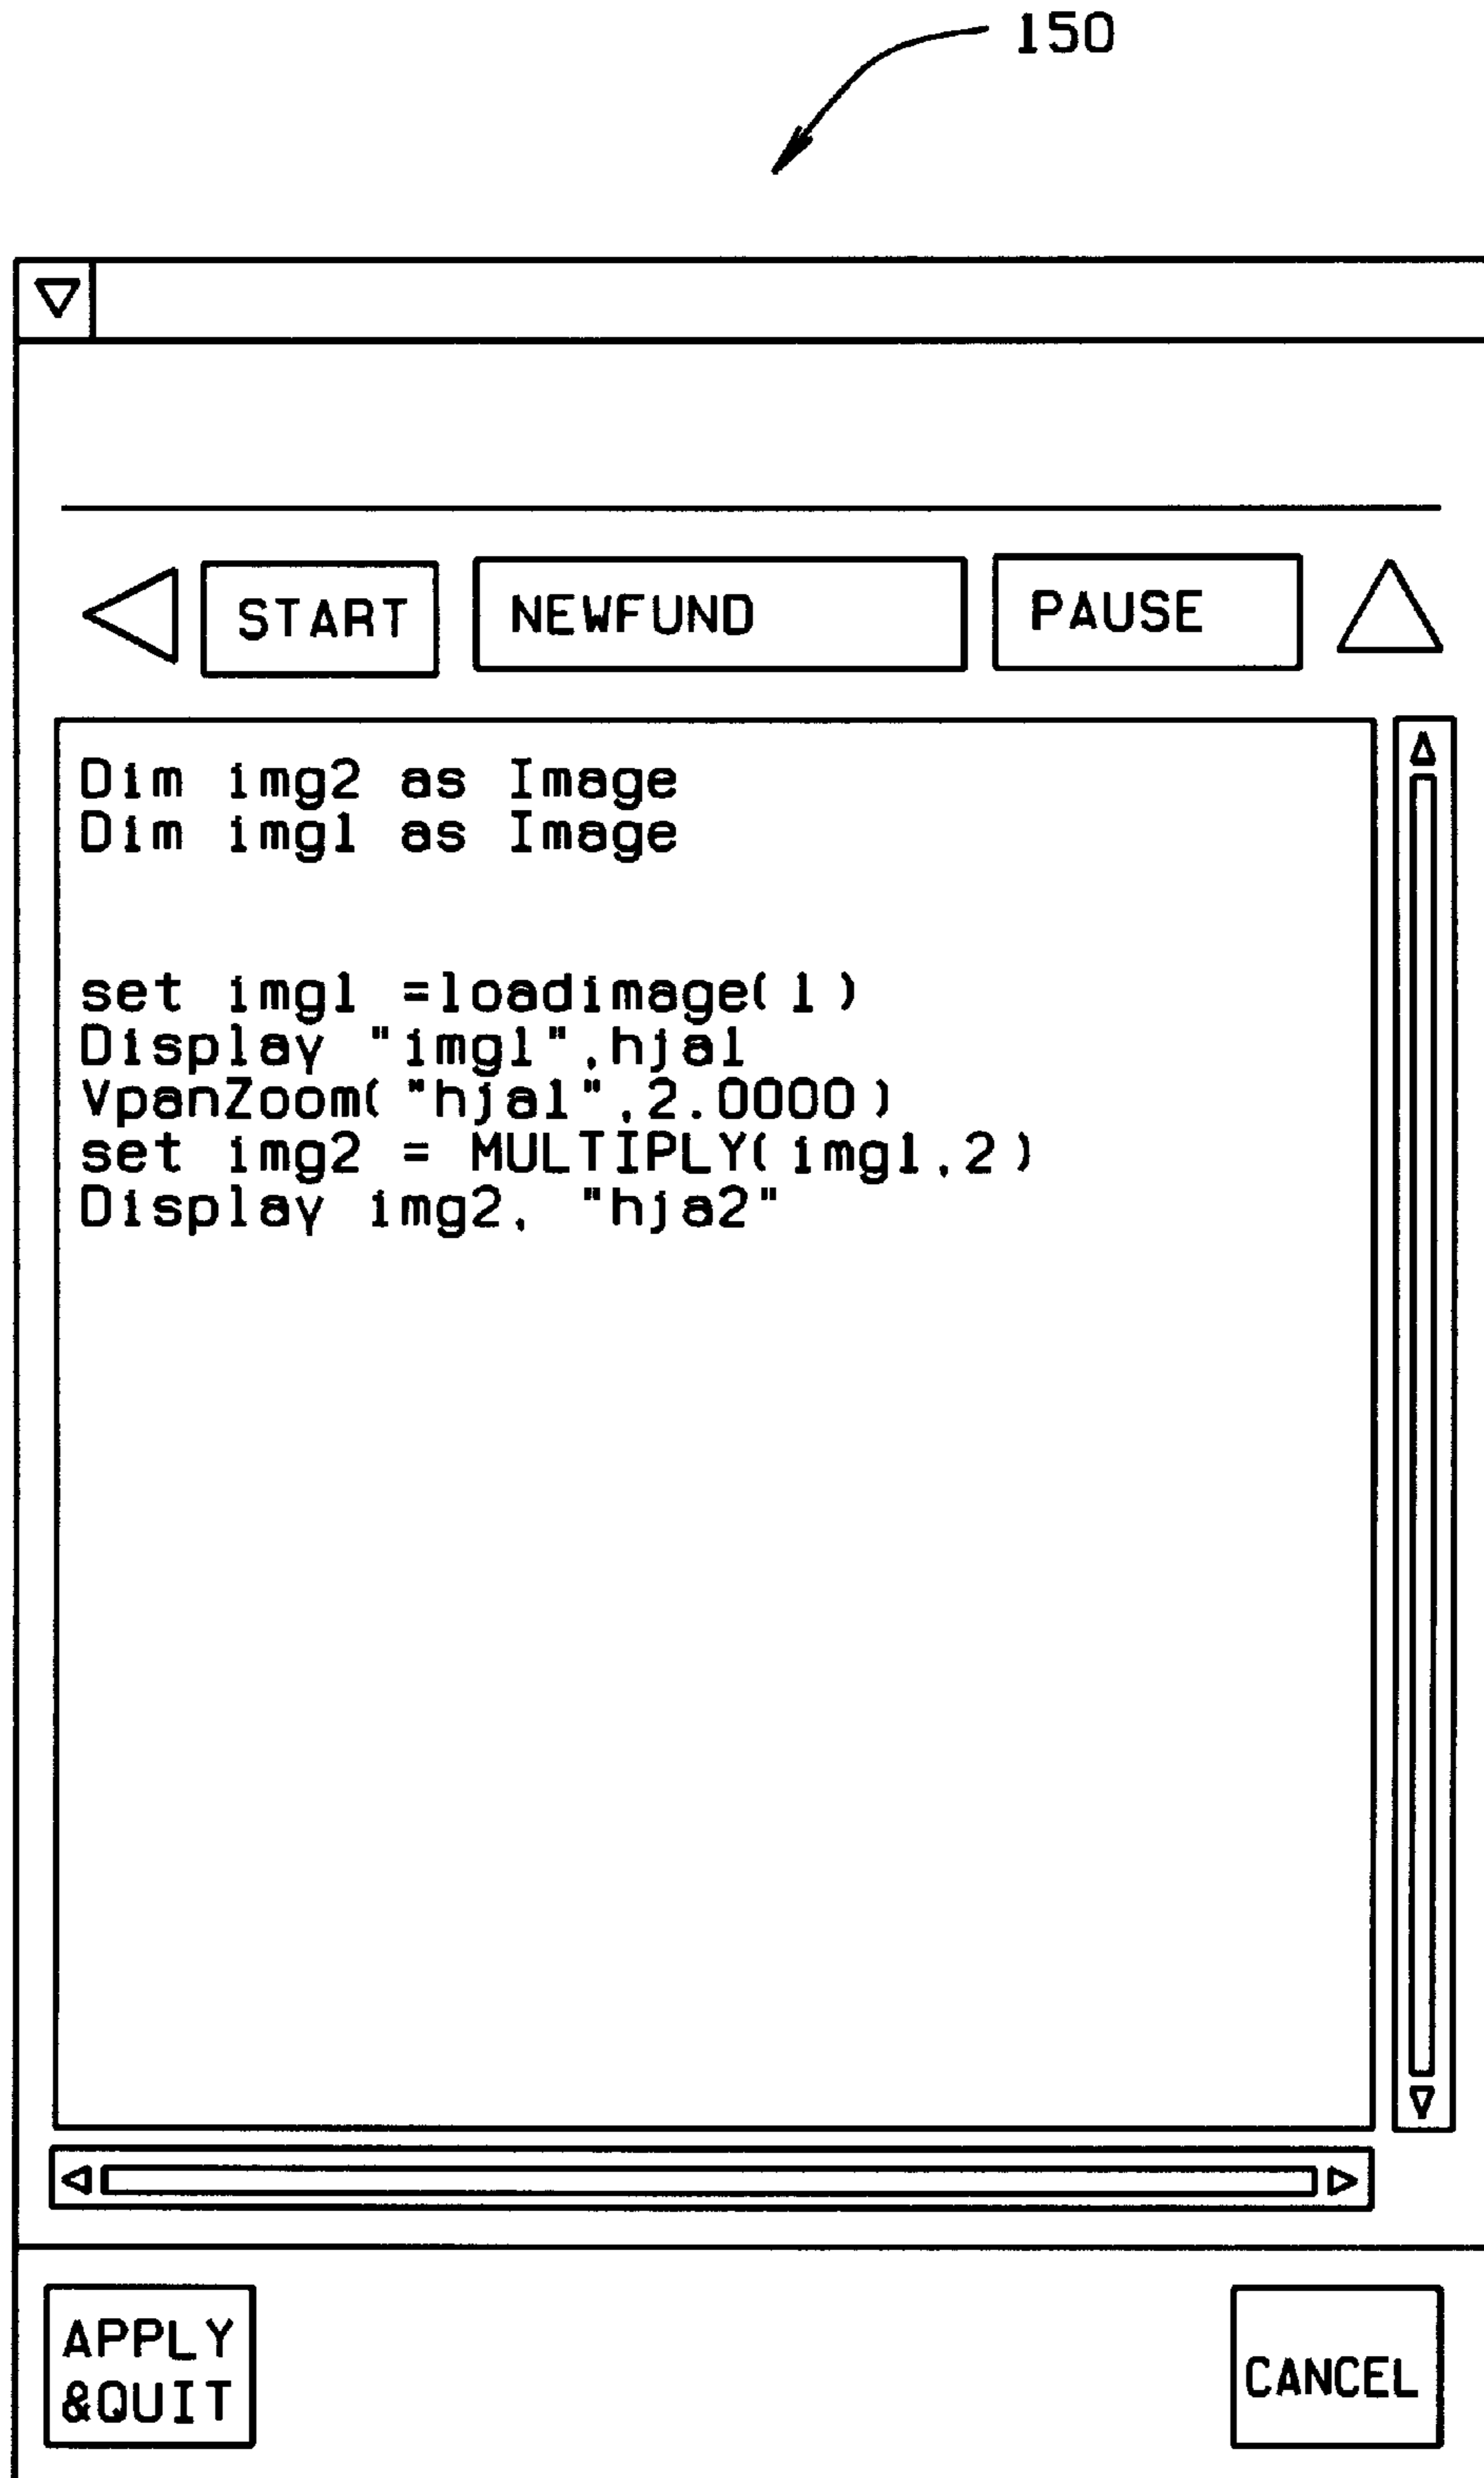 150
START NEWFUND PAUSE
Dim img2 as Image
Dim img1 as Image
set img1 =loadimage(1)
Display "img1",hja1
VpanZoom("hja1",2.0000)
set img2 = MULTIPLY(img1,2)
Display img2, "hja2"
APPLY
&QUIT
CANCEL